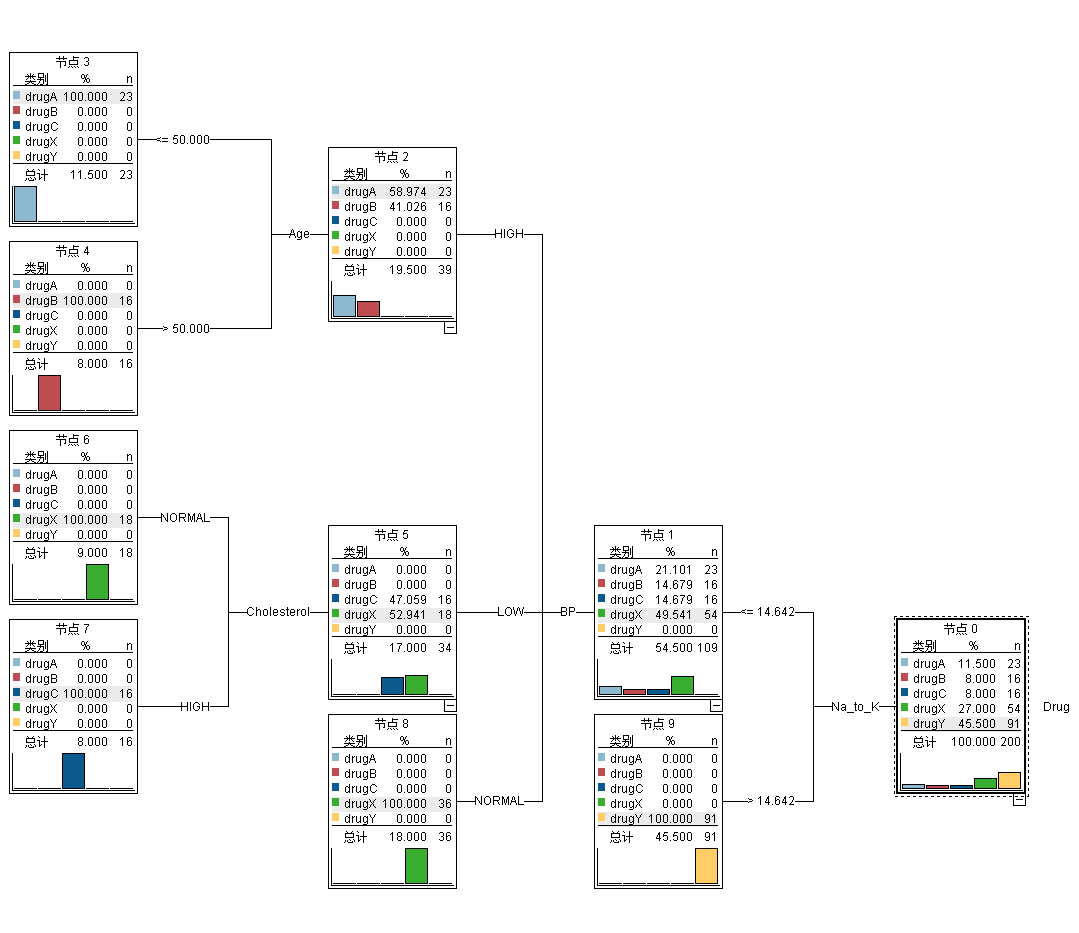 节点 3
类别 % n
drugA 100.000 23
drugB 0.000 0
drugC 0.000 0
drugX 0.000 0
drugY 0.000 0
总计 11.500 23
<= 50.000
节点 4
类别 % n
drugA 0.000 0
drugB 100.000 16
drugC 0.000 0
drugX 0.000 0
drugY 0.000 0
总计 8.000 16
> 50.000
Age
节点 2
类别 % n
drugA 58.974 23
drugB 41.026 16
drugC 0.000 0
drugX 0.000 0
drugY 0.000 0
总计 19.500 39
HIGH
节点 6
类别 % n
drugA 0.000 0
drugB 0.000 0
drugC 0.000 0
drugX 100.000 18
drugY 0.000 0
总计 9.000 18
NORMAL
节点 7
类别 % n
drugA 0.000 0
drugB 0.000 0
drugC 100.000 16
drugX 0.000 0
drugY 0.000 0
总计 8.000 16
HIGH
Cholesterol
节点 5
类别 % n
drugA 0.000 0
drugB 0.000 0
drugC 47.059 16
drugX 52.941 18
drugY 0.000 0
总计 17.000 34
LOW
节点 8
类别 % n
drugA 0.000 0
drugB 0.000 0
drugC 0.000 0
drugX 100.000 36
drugY 0.000 0
总计 18.000 36
NORMAL
BP
节点 1
类别 % n
drugA 21.101 23
drugB 14.679 16
drugC 14.679 16
drugX 49.541 54
drugY 0.000 0
总计 54.500 109
<= 14.642
节点 9
类别 % n
drugA 0.000 0
drugB 0.000 0
drugC 0.000 0
drugX 0.000 0
drugY 100.000 91
总计 45.500 91
> 14.642
Na_to_K
节点 0
类别 % n
drugA 11.500 23
drugB 8.000 16
drugC 8.000 16
drugX 27.000 54
drugY 45.500 91
总计 100.000 200
Drug